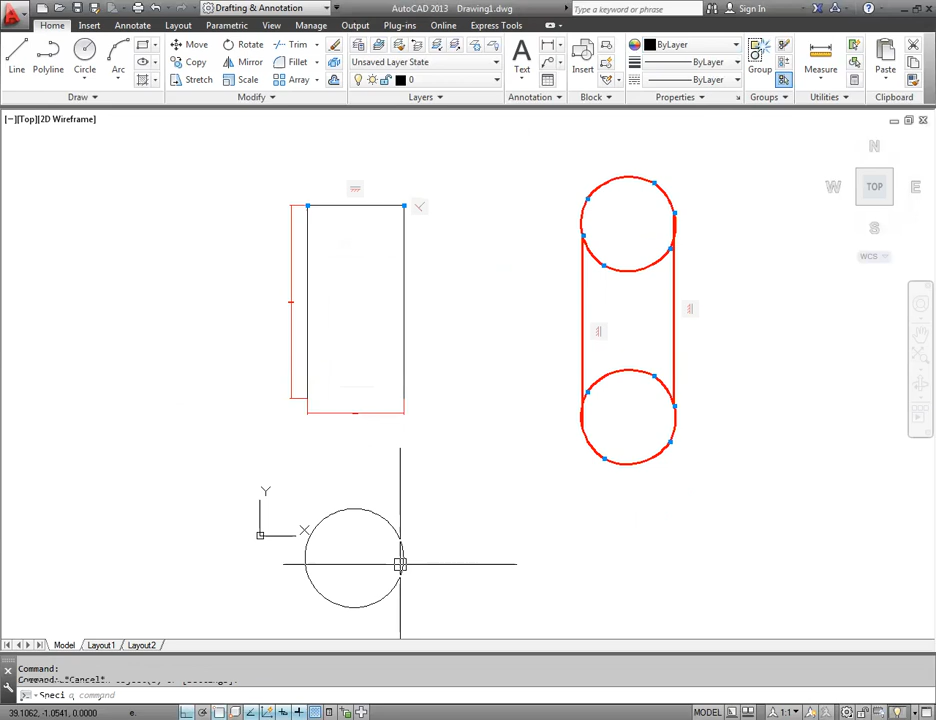 Drafting & Annotation
AutoCAD 2013 Drawing1.dwg
Type a keyword or phrase
Sign In
Home Insert Annotate Layout Parametric View Manage Output Plug-ins Online Express Tools
Line Polyline Circle Arc
Move Rotate Trim
Copy Mirror Fillet
Stretch Scale Array
Unsaved Layer State
0
Text
Insert
ByLayer
ByLayer
ByLayer
Group
Measure
Paste
Draw Modify Layers Annotation Block Properties Groups Utilities Clipboard
[−][Top][2D Wireframe]
N
W TOP E
S
WCS
Y
X
Model Layout1 Layout2
Command:
Speci a command
39.1062, -1.0541, 0.0000
MODEL
1:1